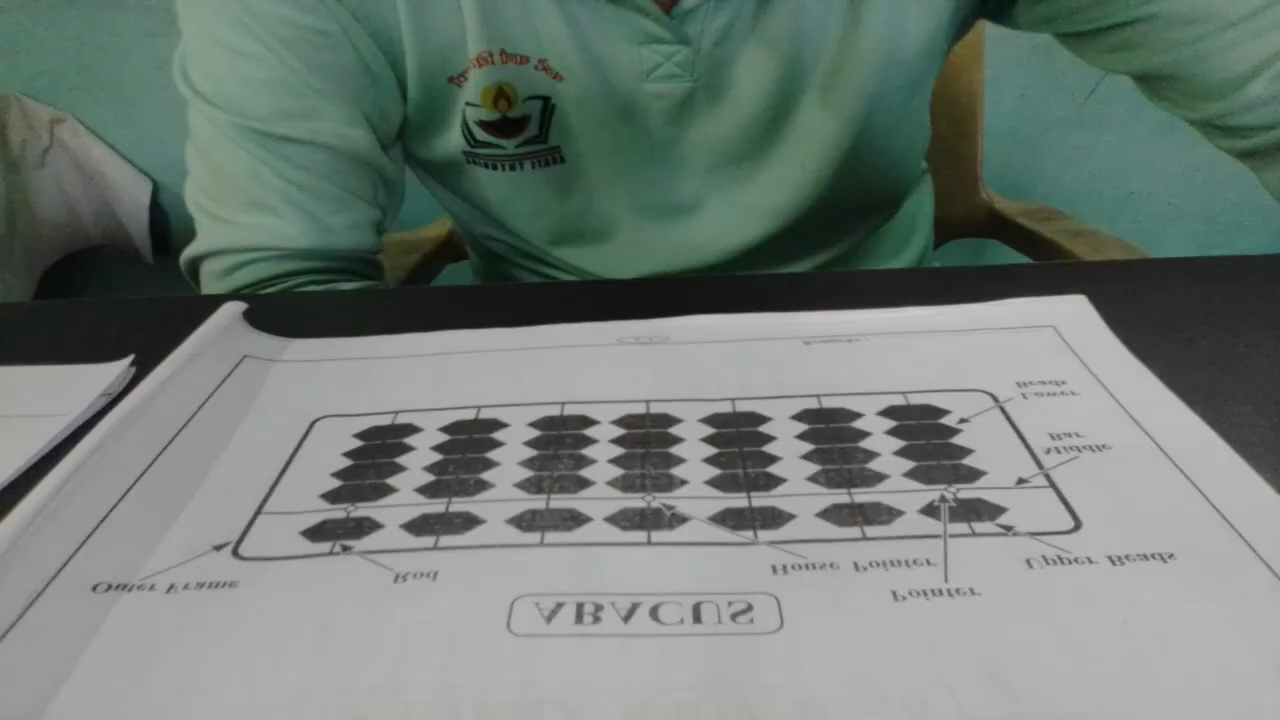 ABACUS
Pointer
Outer Frame
Rod
House Pointer
Upper Beads
Middle
Bar
Lower
Beads